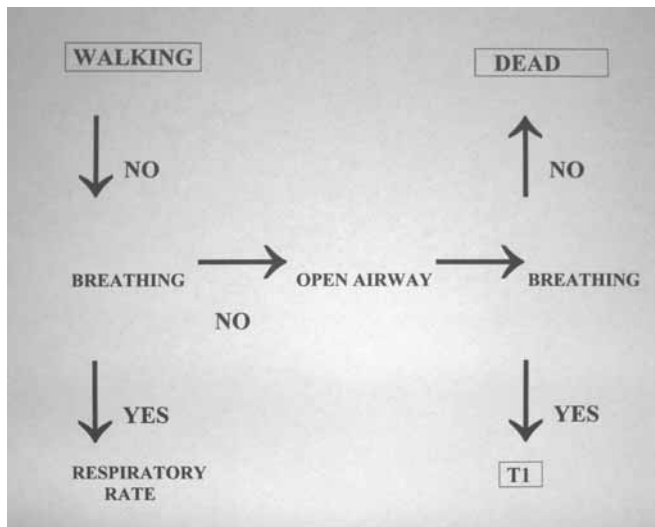 WALKING
DEAD
NO
NO
BREATHING
OPEN AIRWAY
BREATHING
NO
YES
YES
RESPIRATORY
RATE
T1